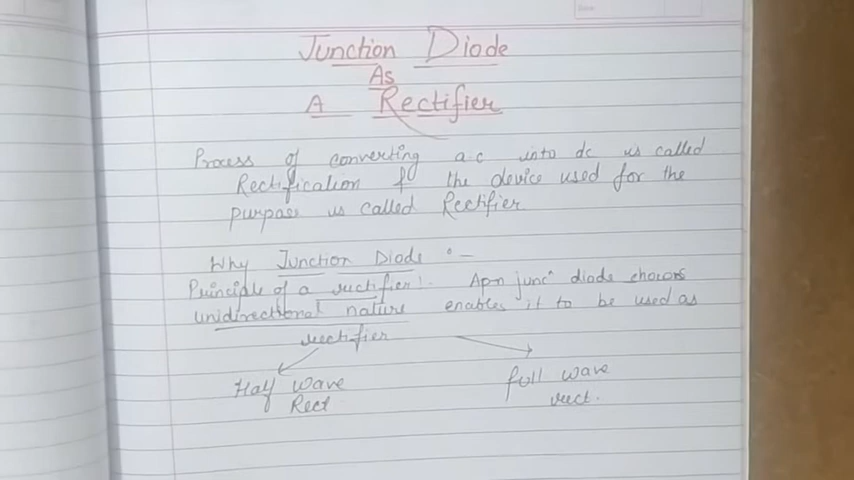 Junction Diode
As
A Rectifier
Process of converting a.c into dc is called
Rectification & the device used for the
purpose is called Rectifier
Why Junction Diode :-
Principle of a rectifier:- A pn juncⁿ diode
unidirectional nature enables it to be used as
rectifier
Half wave full wave
Rect rect.